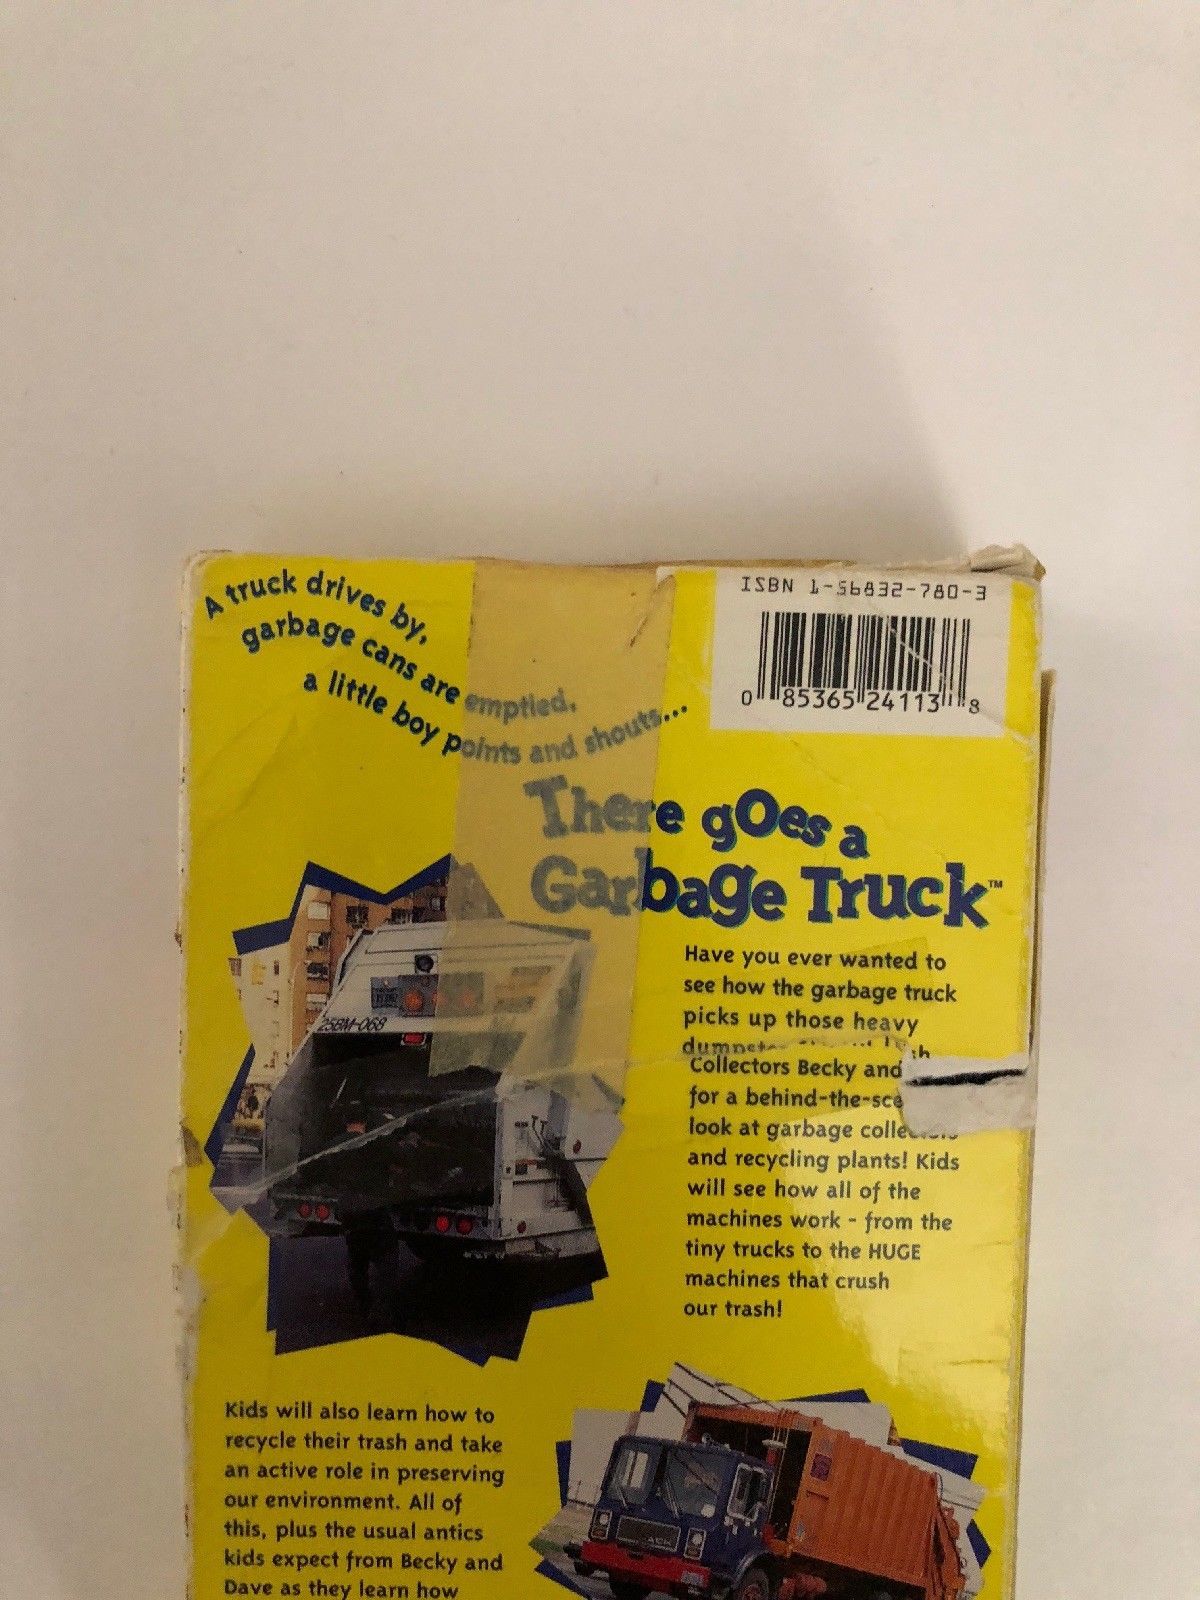 A truck drives by,
garbage cans are emptied,
a little boy points and shouts...
ISBN 1-56832-780-3
0 85365 24113 8
There goes a
Garbage Truck™
Have you ever wanted to
see how the garbage truck
picks up those heavy
Collectors Becky and
for a behind-the-sce
look at garbage
and recycling plants! Kids
will see how all of the
machines work - from the
tiny trucks to the HUGE
machines that crush
our trash!
25BM-068
Kids will also learn how to
recycle their trash and take
an active role in preserving
our environment. All of
this, plus the usual antics
kids expect from Becky and
Dave as they learn how